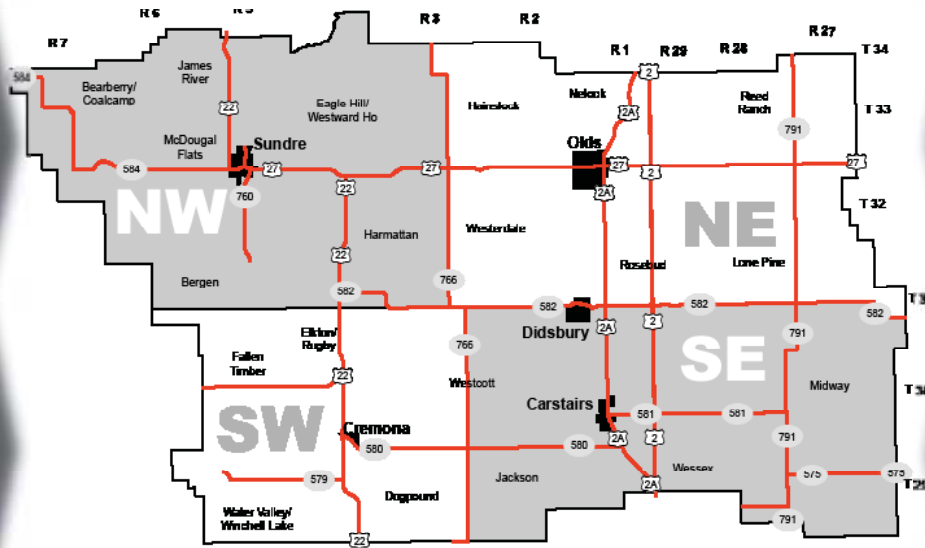 R 7
R 6
R 5
R 3
R 2
R 1
R 29
R 28
R 27
T 34
584
Bearberry/
Coalcamp
James
River
22
Eagle Hill/
Westward Ho
Hainstock
Nelook
2
2A
Reed
Ranch
791
T 33
McDougal
Flats
Sundre
Olds
584
27
27
27
27
760
22
2A
2
T 32
NW
NE
Harmattan
Westerdale
Rosebud
Lone Pine
22
766
Bergen
582
582
582
582
Elkton/
Rugby
766
Didsbury
2A
2
791
SE
Fallen
Timber
22
Westcott
Midway
SW
Carstairs
581
581
Cremona
580
580
2A
2
791
579
Jackson
Wessex
575
575
2A
Dogpound
Water Valley/
Winchell Lake
22
791